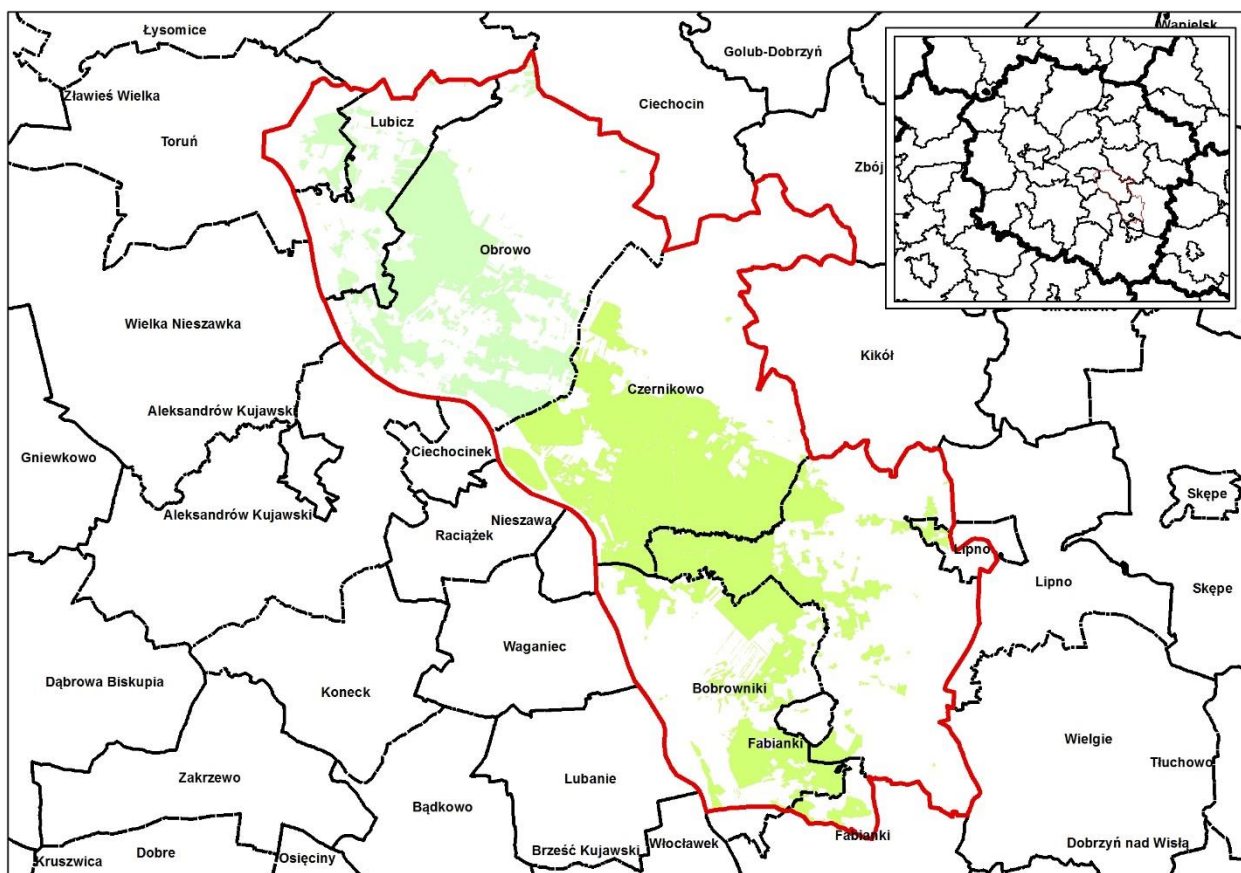 Łysomice
Golub-Dobrzyń
Zławieś Wielka
Ciechocin
Lubicz
Toruń
Zbój
Obrowo
Wielka Nieszawka
Kikół
Czernikowo
Aleksandrów Kujawski
Gniewkowo
Ciechocinek
Skępe
Aleksandrów Kujawski
Nieszawa
Raciążek
Lipno
Lipno
Skępe
Waganiec
Dąbrowa Biskupia
Koneck
Bobrowniki
Wielgie
Fabianki
Tłuchowo
Zakrzewo
Lubanie
Bądkowo
Fabianki
Włocławek
Dobrzyń nad Wisłą
Brześć Kujawski
Dobre
Osięciny
Kruszwica